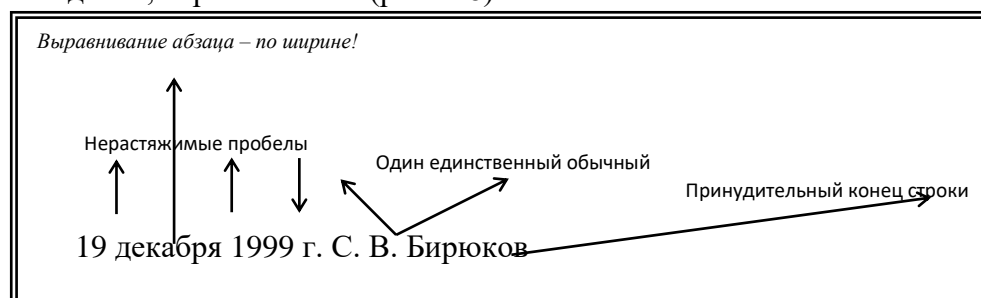 Выравнивание абзаца – по ширине!
Нерастяжимые пробелы
Один единственный обычный
Принудительный конец строки
19 декабря 1999 г. С. В. Бирюков